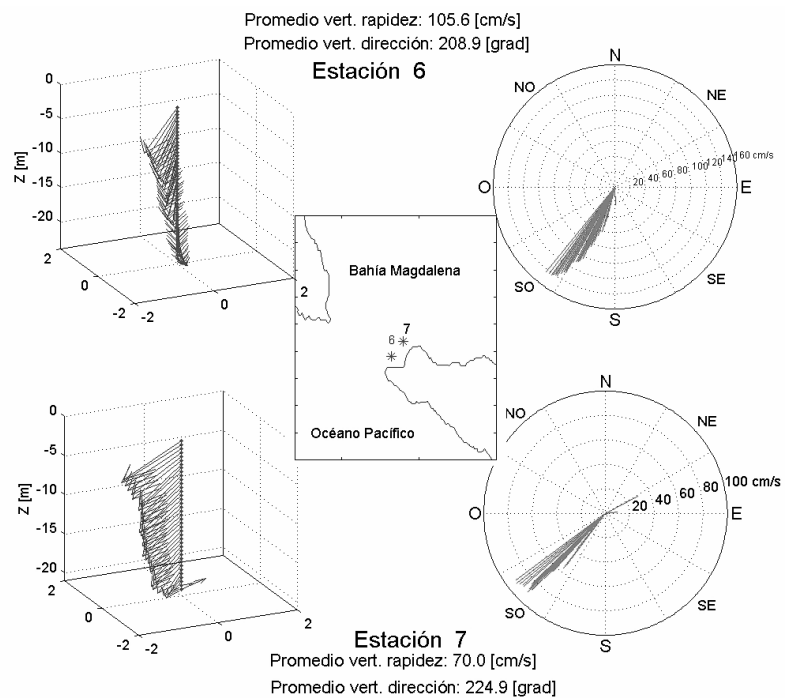 Promedio vert. rapidez: 105.6 [cm/s]
Promedio vert. dirección: 208.9 [grad]
Estación 6
0
-5
-10
-15
-20
Z [m]
2
0
-2
-2
0
2
N
NO
NE
O
20 40 60 80 100 120 140 160 cm/s
E
SO
SE
S
Bahía Magdalena
7
6
Océano Pacífico
0
-5
-10
-15
-20
Z [m]
2
0
-2
-2
0
2
N
NO
NE
O
20 40 60 80 100 cm/s
E
SO
SE
S
Estación 7
Promedio vert. rapidez: 70.0 [cm/s]
Promedio vert. dirección: 224.9 [grad]